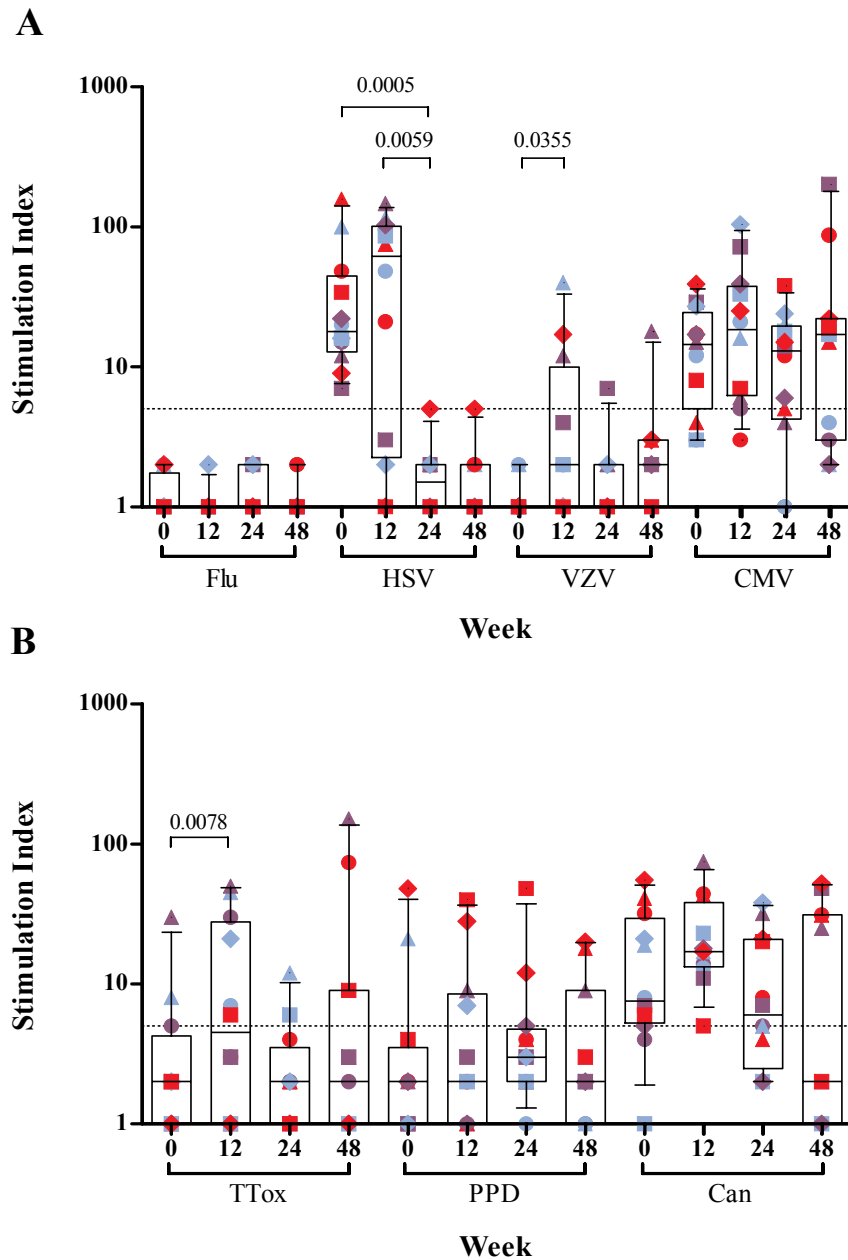 A
1000
0.0005
0.0059
0.0355
100
10
1
Stimulation Index
0 12 24 48 0 12 24 48 0 12 24 48 0 12 24 48
Flu HSV VZV CMV
Week
B
1000
0.0078
100
10
1
Stimulation Index
0 12 24 48 0 12 24 48 0 12 24 48
TTox PPD Can
Week